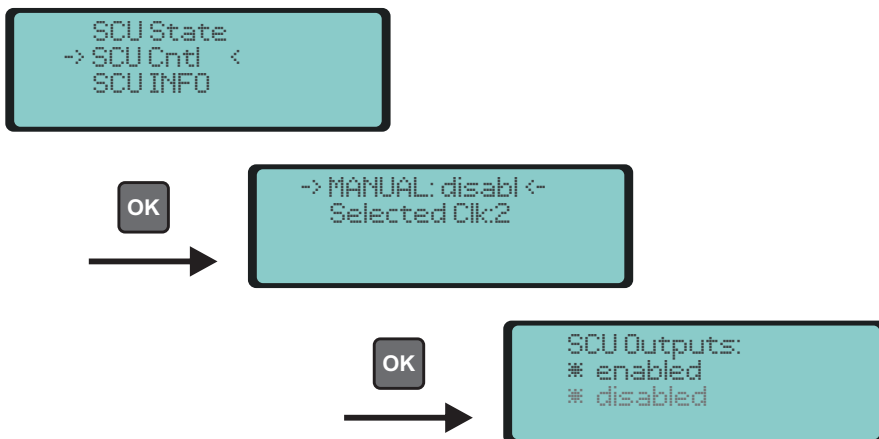 SCU State
-> SCU Cntl <
SCU INFO
OK
-> MANUAL: disabl <-
Selected Clk:2
OK
SCU Outputs:
* enabled
* disabled